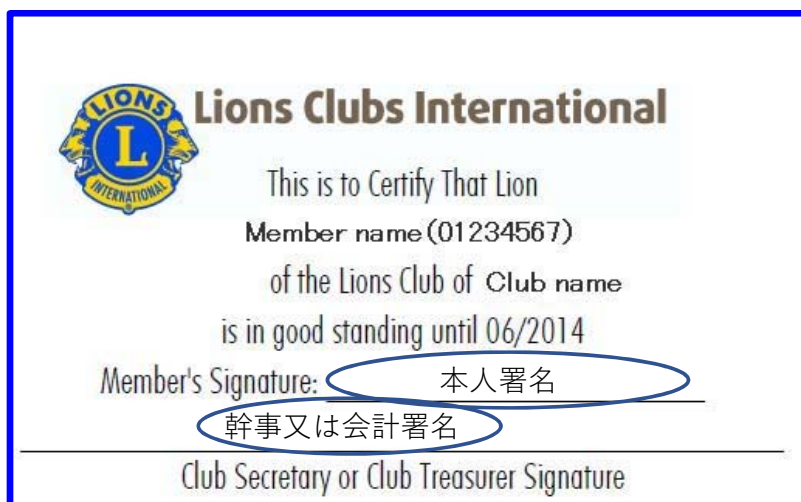 LIONS
L
INTERNATIONAL
Lions Clubs International
This is to Certify That Lion
Member name(01234567)
of the Lions Club of Club name
is in good standing until 06/2014
Member's Signature: 本人署名
幹事又は会計署名
Club Secretary or Club Treasurer Signature